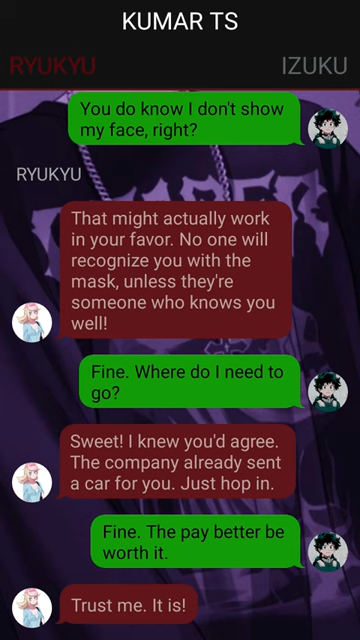 KUMAR TS
RYUKYU
IZUKU
You do know I don't show
my face, right?
RYUKYU
That might actually work
in your favor. No one will
recognize you with the
mask, unless they're
someone who knows you
well!
Fine. Where do I need to
go?
Sweet! I knew you'd agree.
The company already sent
a car for you. Just hop in.
Fine. The pay better be
worth it.
Trust me. It is!